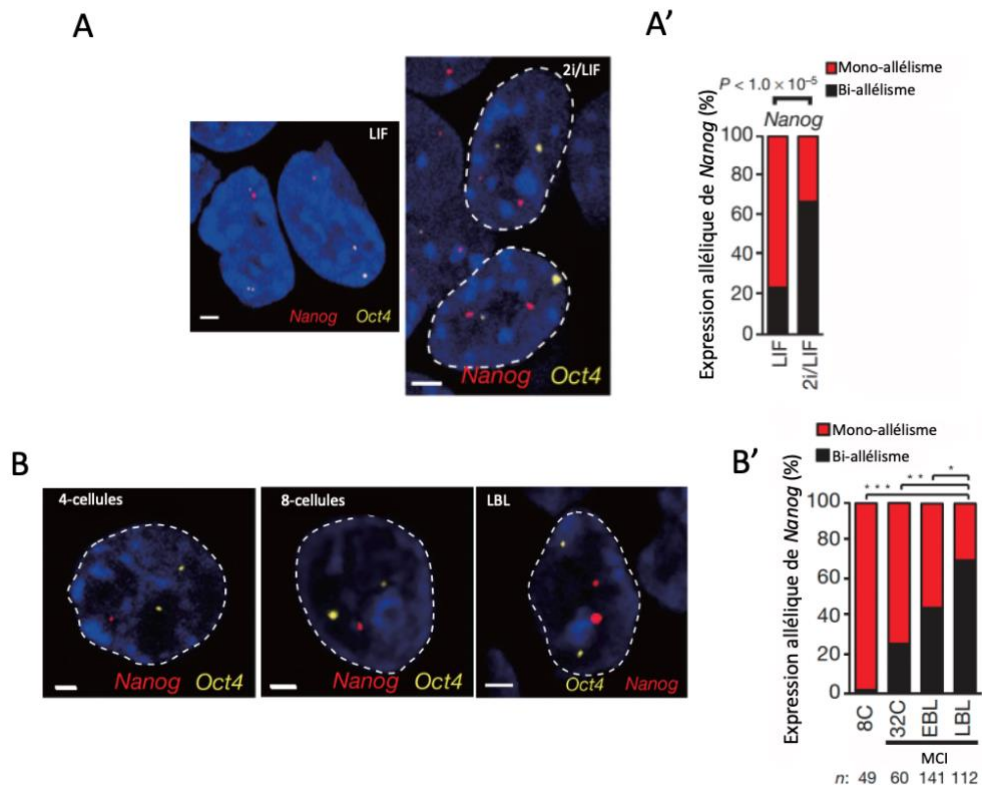 A
LIF
Nanog Oct4
2i/LIF
Nanog Oct4
A'
Mono-allélisme
Bi-allélisme
P < 1.0 × 10⁻⁵
Nanog
Expression allélique de Nanog (%)
100
80
60
40
20
0
LIF
2i/LIF
B
4-cellules
Nanog Oct4
8-cellules
Nanog Oct4
LBL
Oct4 Nanog
B'
Mono-allélisme
Bi-allélisme
* * *
* *
*
Expression allélique de Nanog (%)
100
80
60
40
20
0
8C
32C
EBL
LBL
MCI
n: 49 60 141 112